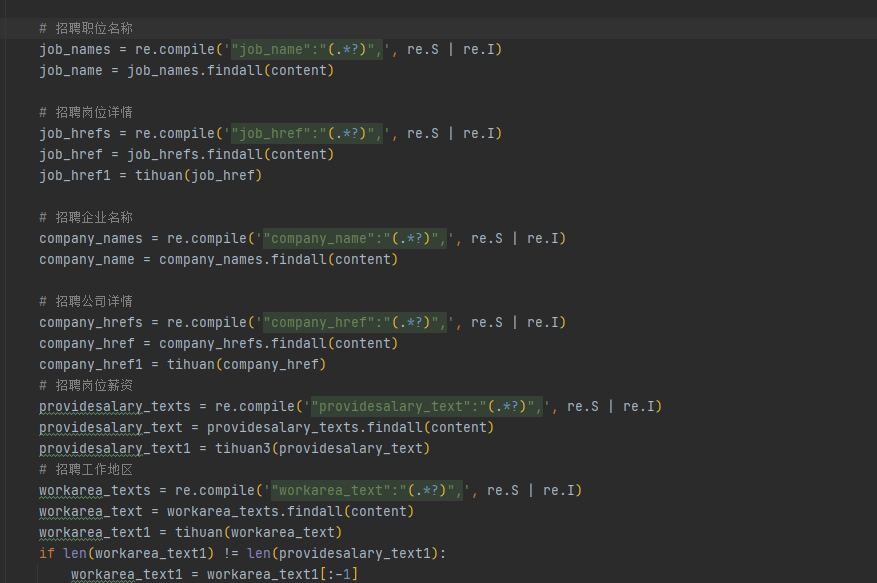 # 招聘职位名称
job_names = re.compile('"job_name":"(.*?)",', re.S | re.I)
job_name = job_names.findall(content)
# 招聘岗位详情
job_hrefs = re.compile('"job_href":"(.*?)",', re.S | re.I)
job_href = job_hrefs.findall(content)
job_href1 = tihuan(job_href)
# 招聘企业名称
company_names = re.compile('"company_name":"(.*?)",', re.S | re.I)
company_name = company_names.findall(content)
# 招聘公司详情
company_hrefs = re.compile('"company_href":"(.*?)",', re.S | re.I)
company_href = company_hrefs.findall(content)
company_href1 = tihuan(company_href)
# 招聘岗位薪资
providesalary_texts = re.compile('"providesalary_text":"(.*?)",', re.S | re.I)
providesalary_text = providesalary_texts.findall(content)
providesalary_text1 = tihuan3(providesalary_text)
# 招聘工作地区
workarea_texts = re.compile('"workarea_text":"(.*?)",', re.S | re.I)
workarea_text = workarea_texts.findall(content)
workarea_text1 = tihuan(workarea_text)
if len(workarea_text1) != len(providesalary_text1):
    workarea_text1 = workarea_text1[:-1]